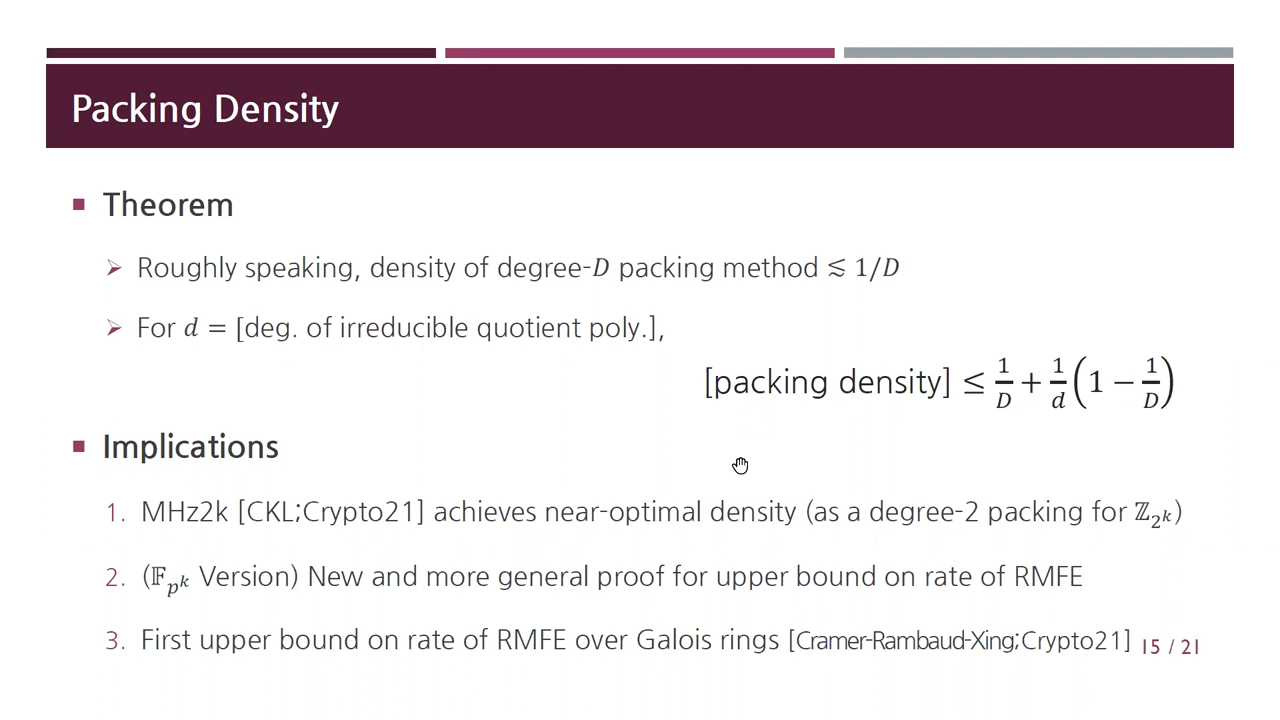 Packing Density
▪ Theorem
➢ Roughly speaking, density of degree-D packing method ≲ 1/D
➢ For d = [deg. of irreducible quotient poly.],
[packing density] ≤ 1/D + 1/d (1 − 1/D)
▪ Implications
1. MHz2k [CKL;Crypto21] achieves near-optimal density (as a degree-2 packing for ℤ_{2^k})
2. (𝔽_{p^k} Version) New and more general proof for upper bound on rate of RMFE
3. First upper bound on rate of RMFE over Galois rings [Cramer-Rambaud-Xing;Crypto21]
15 / 21